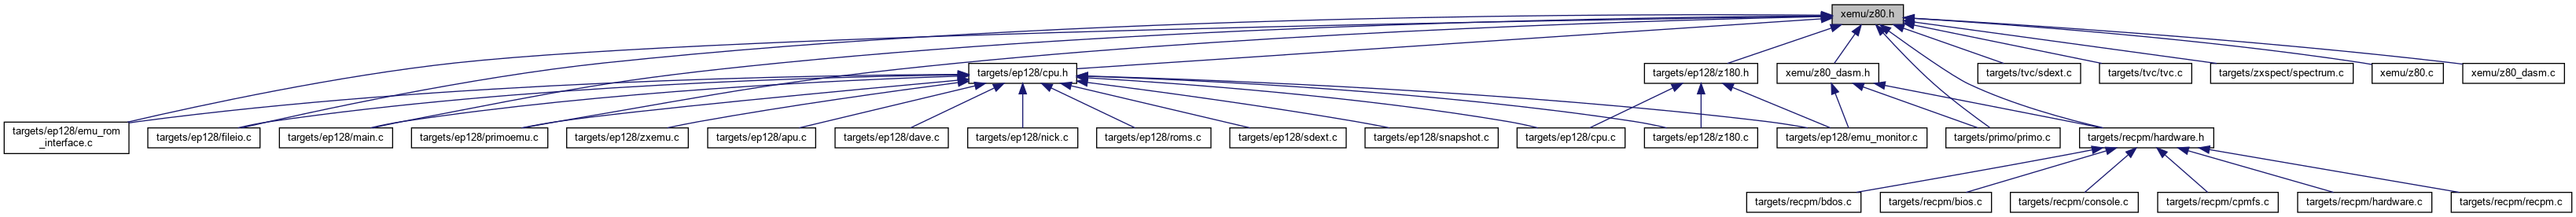 xemu/z80.h
targets/ep128/cpu.h
targets/ep128/z180.h
xemu/z80_dasm.h
targets/tvc/sdext.c
targets/tvc/tvc.c
targets/zxspect/spectrum.c
xemu/z80.c
xemu/z80_dasm.c
targets/ep128/emu_rom
_interface.c
targets/ep128/fileio.c
targets/ep128/main.c
targets/ep128/primoemu.c
targets/ep128/zxemu.c
targets/ep128/apu.c
targets/ep128/dave.c
targets/ep128/nick.c
targets/ep128/roms.c
targets/ep128/sdext.c
targets/ep128/snapshot.c
targets/ep128/cpu.c
targets/ep128/z180.c
targets/ep128/emu_monitor.c
targets/primo/primo.c
targets/recpm/hardware.h
targets/recpm/bdos.c
targets/recpm/bios.c
targets/recpm/console.c
targets/recpm/cpmfs.c
targets/recpm/hardware.c
targets/recpm/recpm.c